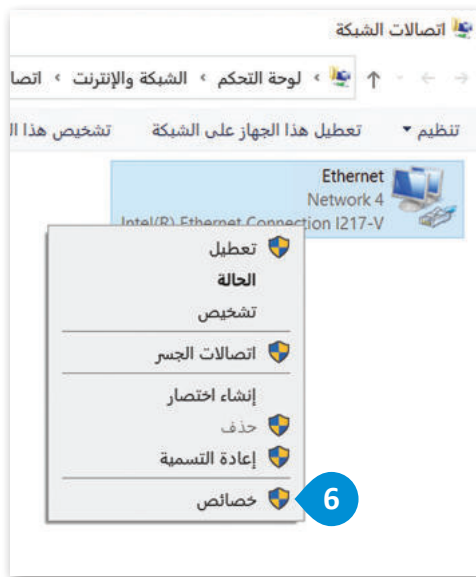 اتصالات الشبكة
لوحة التحكم › الشبكة والإنترنت › اتصا
تنظيم تعطيل هذا الجهاز على الشبكة تشخيص هذا ال
Ethernet
Network 4
Intel(R) Ethernet Connection I217-V
تعطيل
الحالة
تشخيص
اتصالات الجسر
إنشاء اختصار
حذف
إعادة التسمية
خصائص 6